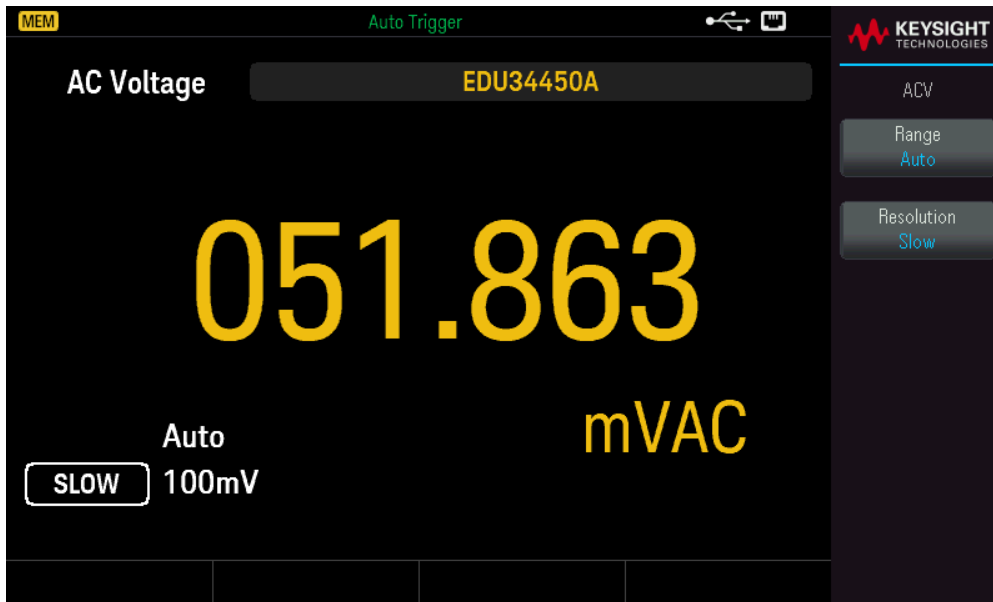 MEM
Auto Trigger
KEYSIGHT
TECHNOLOGIES
AC Voltage
EDU34450A
ACV
Range
Auto
Resolution
Slow
051.863
mVAC
Auto
SLOW 100mV